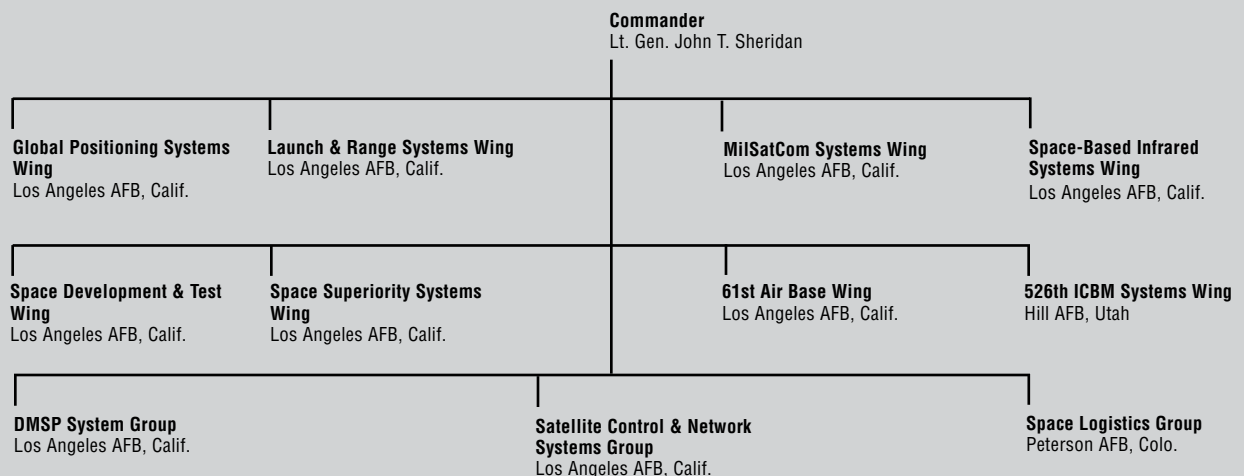 Commander
Lt. Gen. John T. Sheridan
Global Positioning Systems
Wing
Los Angeles AFB, Calif.
Launch & Range Systems Wing
Los Angeles AFB, Calif.
MilSatCom Systems Wing
Los Angeles AFB, Calif.
Space-Based Infrared
Systems Wing
Los Angeles AFB, Calif.
Space Development & Test
Wing
Los Angeles AFB, Calif.
Space Superiority Systems
Wing
Los Angeles AFB, Calif.
61st Air Base Wing
Los Angeles AFB, Calif.
526th ICBM Systems Wing
Hill AFB, Utah
DMSP System Group
Los Angeles AFB, Calif.
Satellite Control & Network
Systems Group
Los Angeles AFB, Calif.
Space Logistics Group
Peterson AFB, Colo.